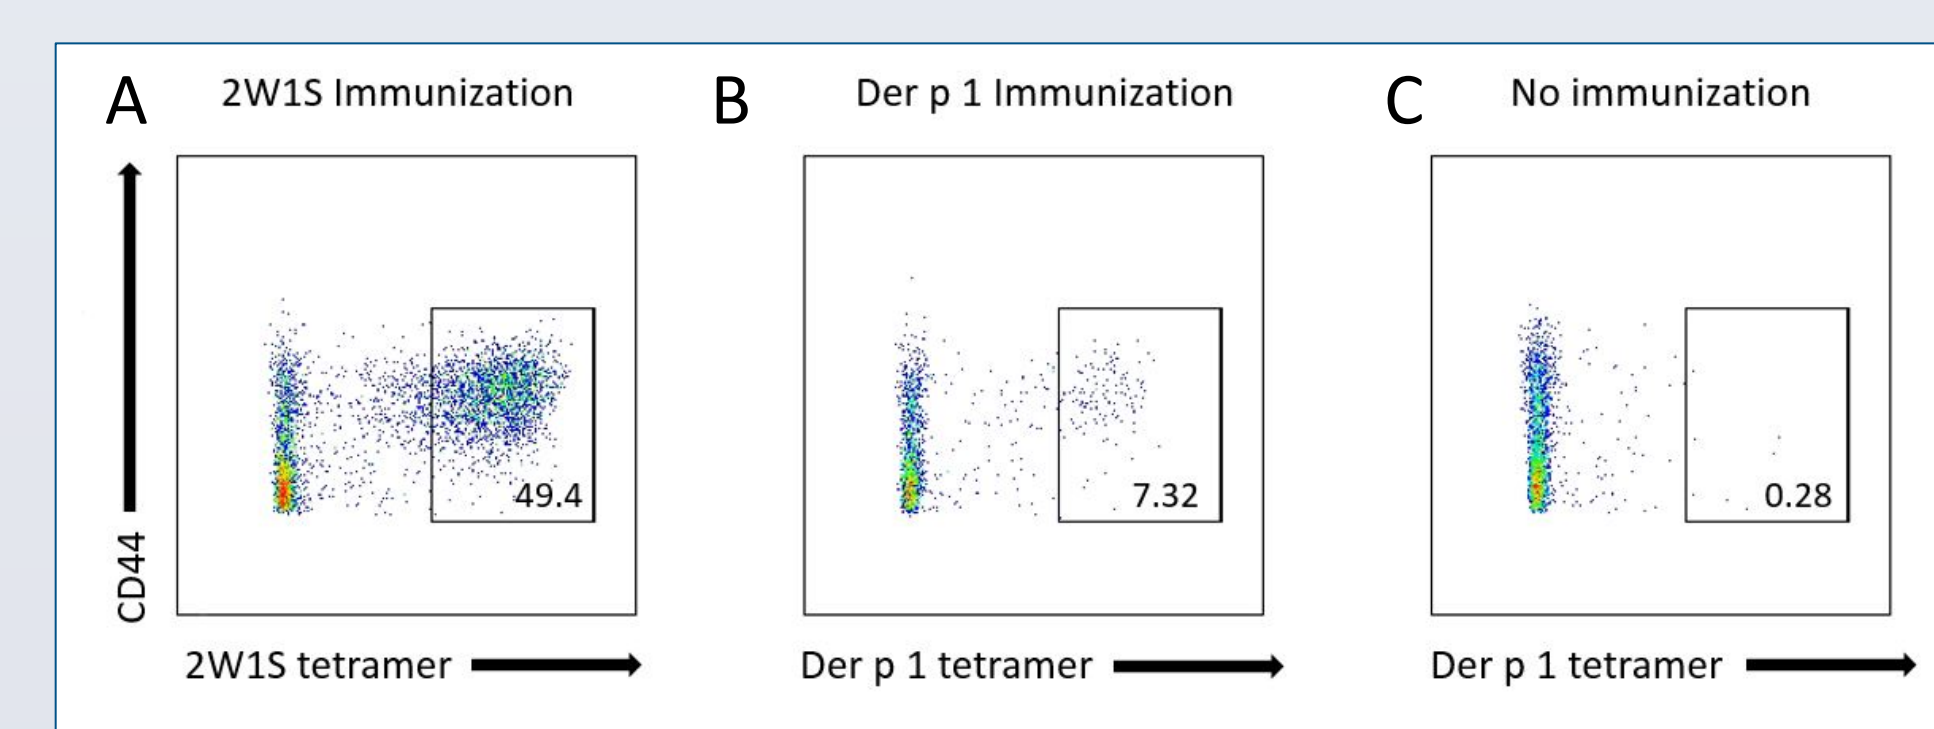 A
2W1S Immunization
B
Der p 1 Immunization
C
No immunization
CD44
49.4
7.32
0.28
2W1S tetramer
Der p 1 tetramer
Der p 1 tetramer